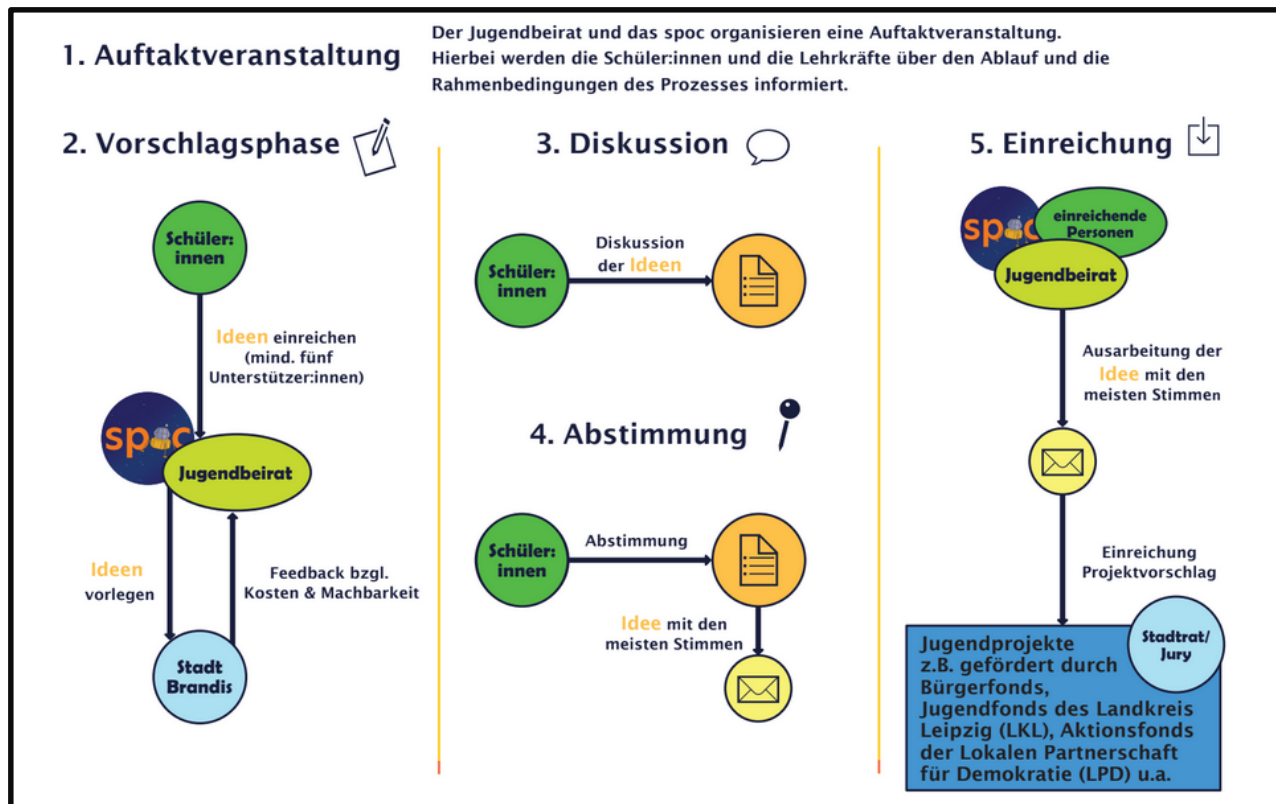 1. Auftaktveranstaltung
Der Jugendbeirat und das spoc organisieren eine Auftaktveranstaltung.
Hierbei werden die Schüler:innen und die Lehrkräfte über den Ablauf und die
Rahmenbedingungen des Prozesses informiert.
2. Vorschlagsphase
Schüler:
innen
Ideen einreichen
(mind. fünf
Unterstützer:innen)
spoc
Jugendbeirat
Ideen
vorlegen
Feedback bzgl.
Kosten & Machbarkeit
Stadt
Brandis
3. Diskussion
Schüler:
innen
Diskussion
der Ideen
4. Abstimmung
Schüler:
innen
Abstimmung
Idee mit den
meisten Stimmen
5. Einreichung
spoc
einreichende
Personen
Jugendbeirat
Ausarbeitung der
Idee mit den
meisten Stimmen
Einreichung
Projektvorschlag
Stadtrat/
Jury
Jugendprojekte
z.B. gefördert durch
Bürgerfonds,
Jugendfonds des Landkreis
Leipzig (LKL), Aktionsfonds
der Lokalen Partnerschaft
für Demokratie (LPD) u.a.